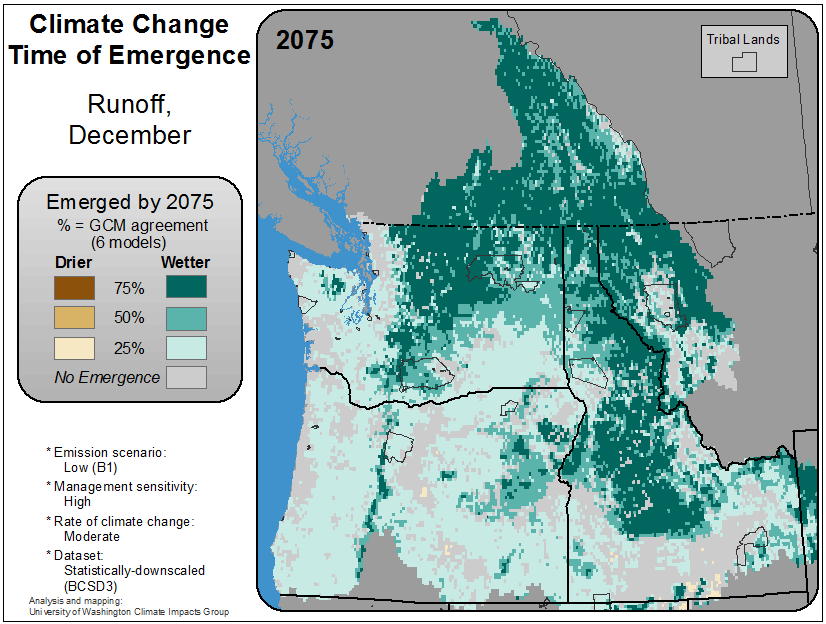 Climate Change
Time of Emergence
Runoff,
December
Emerged by 2075
% = GCM agreement
(6 models)
Drier Wetter
75%
50%
25%
No Emergence
* Emission scenario:
Low (B1)
* Management sensitivity:
High
* Rate of climate change:
Moderate
* Dataset:
Statistically-downscaled
(BCSD3)
Analysis and mapping:
University of Washington Climate Impacts Group
2075
Tribal Lands